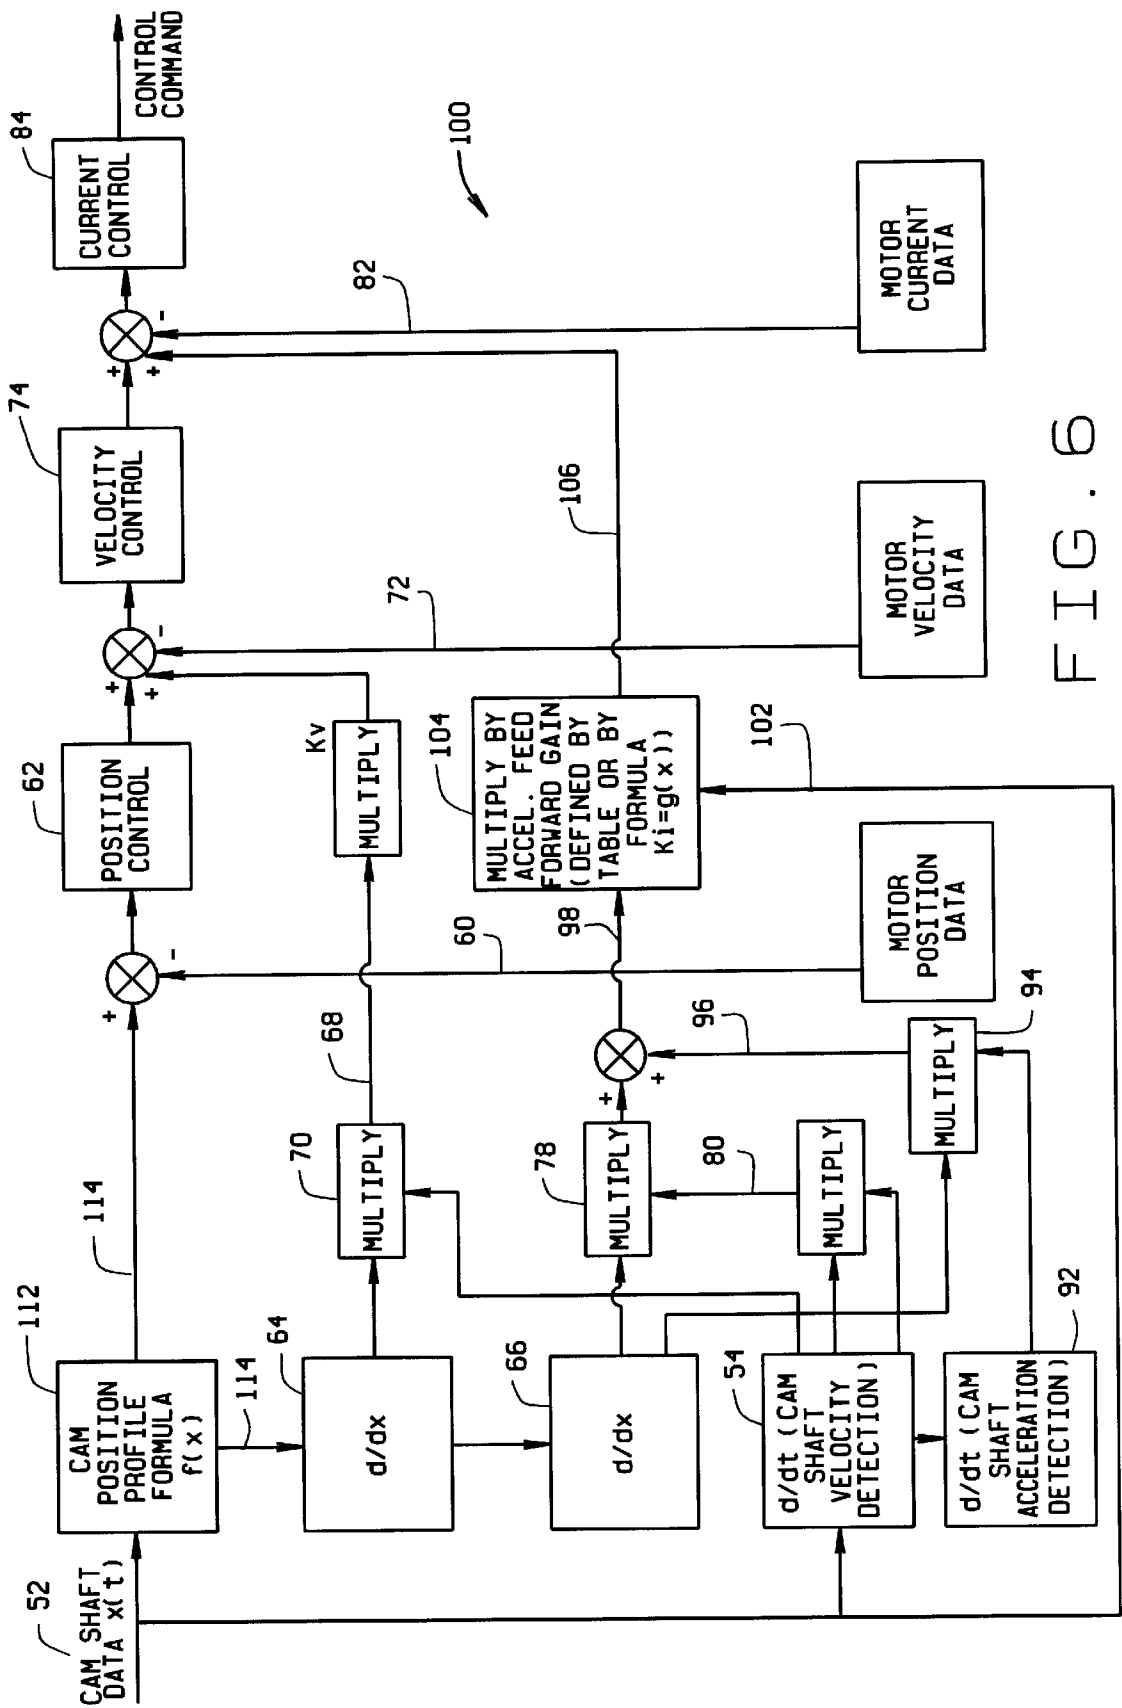 52
CAM SHAFT
DATA x(t)
112
CAM
POSITION
PROFILE
FORMULA
f(x)
114
+
-
62
POSITION
CONTROL
+
+
-
74
VELOCITY
CONTROL
+
+
-
84
CURRENT
CONTROL
CONTROL
COMMAND
114
64
d/dx
70
MULTIPLY
68
Kv
MULTIPLY
72
82
100
66
d/dx
78
MULTIPLY
+
+
98
60
104
MULTIPLY BY
ACCEL. FEED
FORWARD GAIN
(DEFINED BY
TABLE OR BY
FORMULA
Ki=g(x))
106
54
d/dt (CAM
SHAFT
VELOCITY
DETECTION)
80
MULTIPLY
96
102
92
d/dt (CAM
SHAFT
ACCELERATION
DETECTION)
MULTIPLY
94
MOTOR
POSITION
DATA
MOTOR
VELOCITY
DATA
MOTOR
CURRENT
DATA
FIG. 6